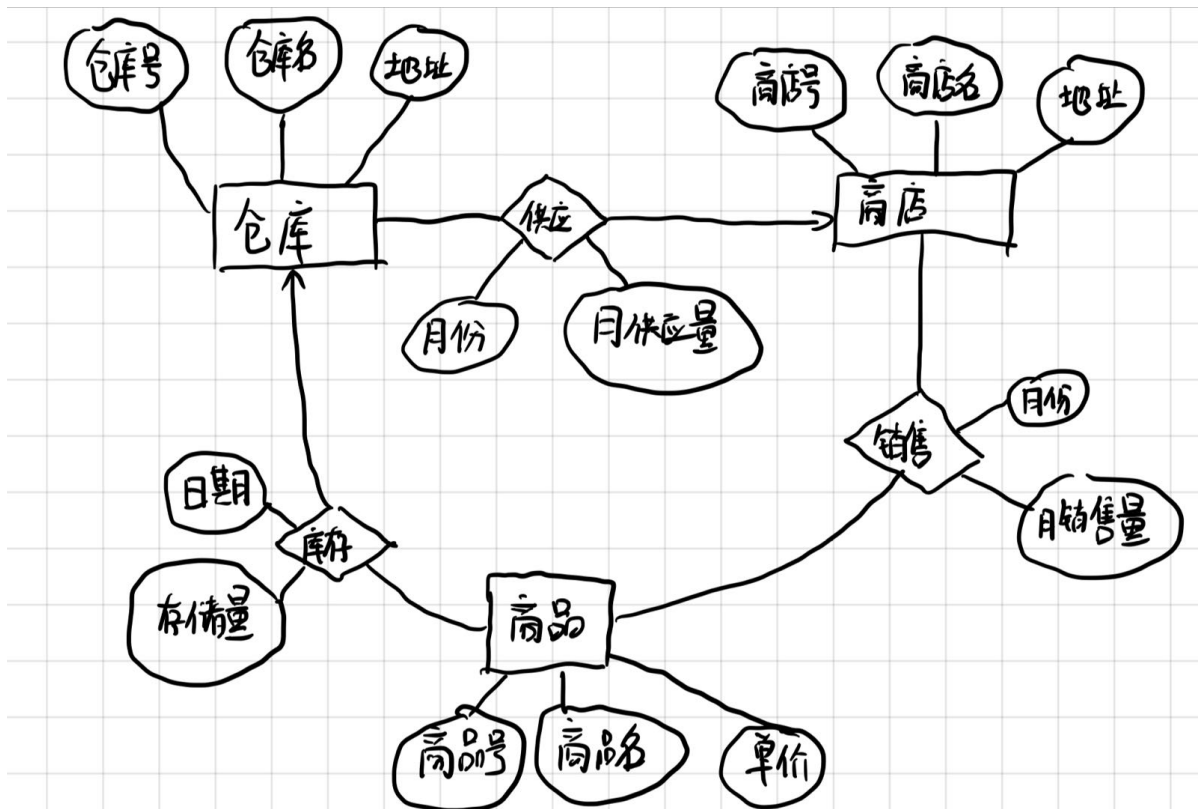 仓库号
仓库名
地址
商店号
商店名
地址
仓库
供应
商店
月份
月供应量
月份
销售
月销售量
日期
库存
存储量
商品
商品号
商品名
单价